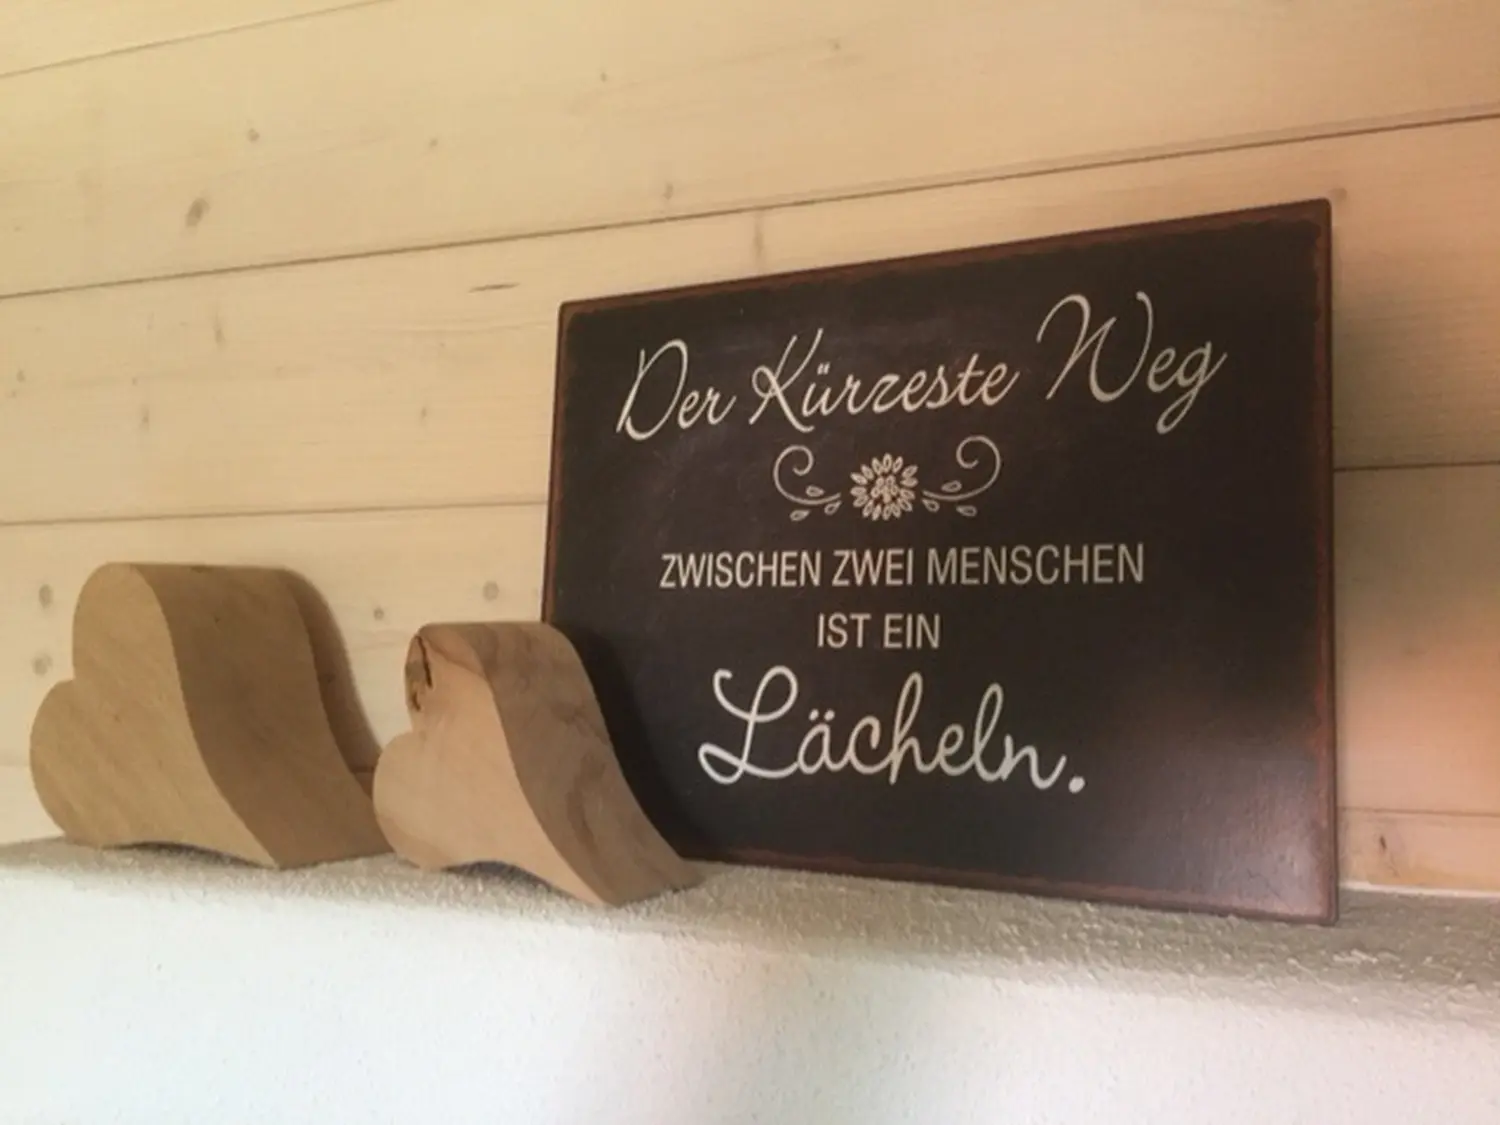 Der Kürzeste Weg
ZWISCHEN ZWEI MENSCHEN
IST EIN
Lächeln.